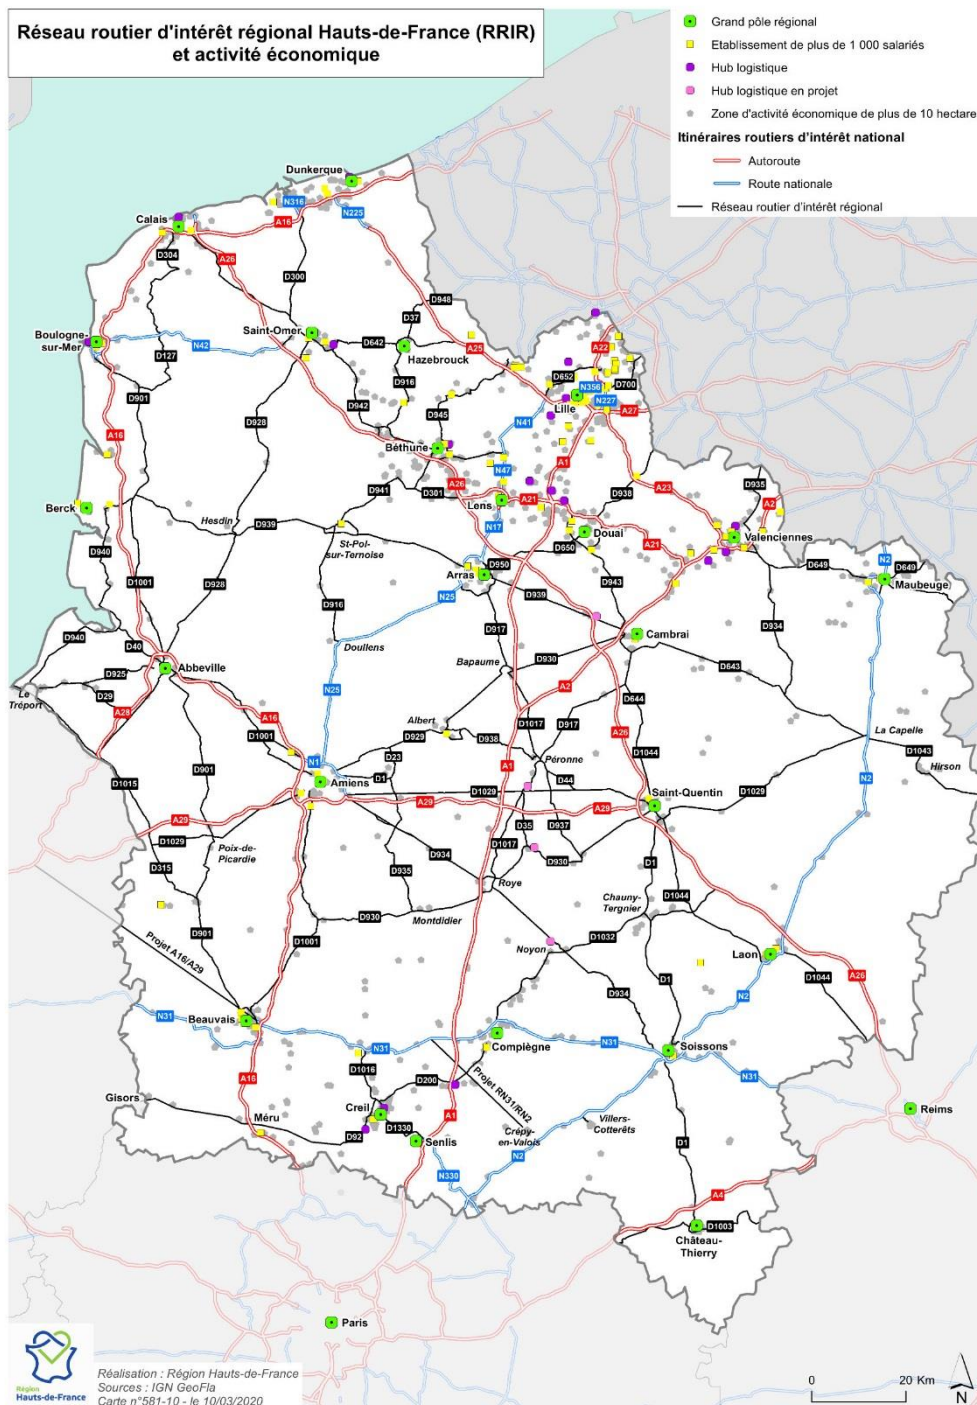 Réseau routier d'intérêt régional Hauts-de-France (RRIR)
et activité économique
Grand pôle régional
Etablissement de plus de 1 000 salariés
Hub logistique
Hub logistique en projet
Zone d'activité économique de plus de 10 hectare
Itinéraires routiers d'intérêt national
Autoroute
Route nationale
Réseau routier d'intérêt régional
Dunkerque
N316
N225
Calais
A16
D304
A26
D300
D948
Boulogne-
sur-Mer
N42
Saint-Omer
D37
D642
Hazebrouck
A25
A22
D127
D652
N356
D700
D916
Lille
N227
A27
D901
D942
D945
N41
A16
D928
Béthune
A1
N47
D941
D301
A26
A21
D938
A23
D935
A2
Berck
Lens
Hesdin
D939
N17
St-Pol-
sur-Ternoise
D650
Douai
A21
Valenciennes
D940
D950
N2
D649
D649
Arras
D943
Maubeuge
D1001
D928
N25
D939
D916
D917
D934
D940
Cambrai
D40
Doullens
Bapaume
D930
D643
Abbeville
D925
D29
N25
A2
D644
Le
Tréport
A28
A16
Albert
D1017
D917
La Capelle
D1001
D929
D938
A26
D1044
D1043
N1
D23
Péronne
Hirson
D1
A1
D44
N2
D1015
Amiens
D1029
Saint-Quentin
D1029
A29
A29
A29
D1029
D35
D937
Poix-de-
Picardie
D1017
D934
D930
D1
D315
D935
Roye
D1044
Chauny-
Tergnier
D930
Montdidier
D901
D1001
Noyon
D1032
Projet A16/A29
Laon
D1
D1044
A26
D934
N2
N31
Beauvais
Compiègne
Soissons
N31
N31
N31
D1016
A16
D200
Projet RN31/RN2
Gisors
Creil
Reims
Méru
A1
Villers-
Cotterêts
D92
D1330
Crépy-
en-Valois
D1
Senlis
N2
N330
A4
D1003
Château-
Thierry
Paris
Région
Hauts-de-France
Réalisation : Région Hauts-de-France
Sources : IGN GeoFla
Carte n°581-10 - le 10/03/2020
0
20 Km
N